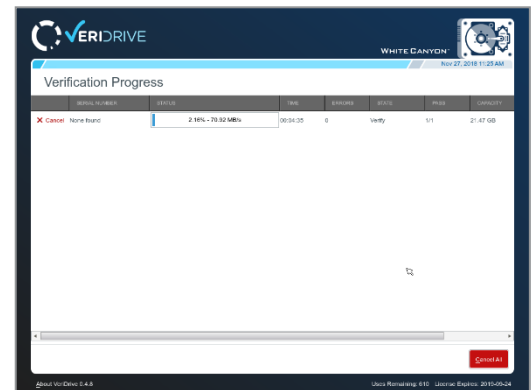 VERIDRIVE
WHITE CANYON
Nov 27, 2018 11:25 AM
Verification Progress
SERIAL NUMBER STATUS TIME ERRORS STATE PASS CAPACITY
Cancel None found 2.16% - 70.92 MB/s 00:04:35 0 Verify 1/1 21.47 GB
Cancel All
About VeriDrive 0.4.8 Uses Remaining: 610 License Expires: 2019-09-24